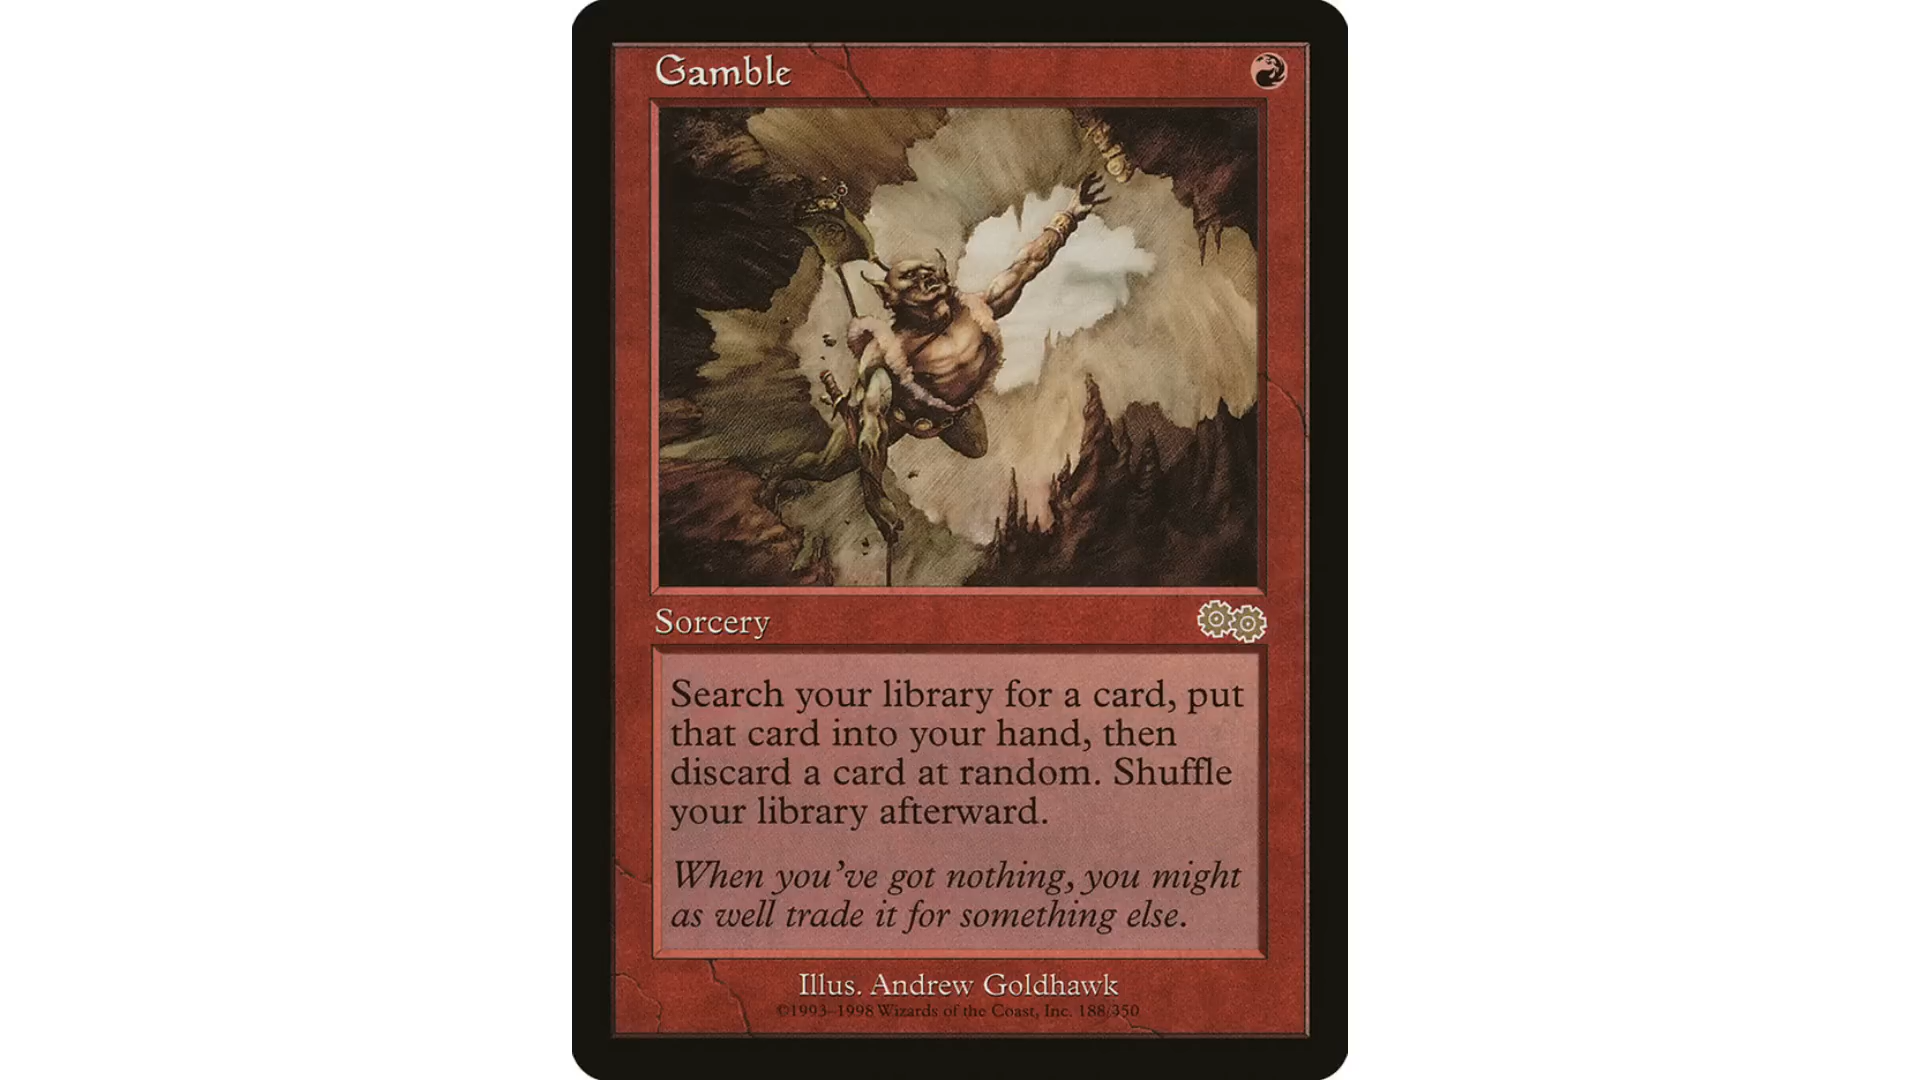 Gamble
Sorcery
Search your library for a card, put
that card into your hand, then
discard a card at random. Shuffle
your library afterward.
When you've got nothing, you might
as well trade it for something else.
Illus. Andrew Goldhawk
©1993–1998 Wizards of the Coast, Inc. 188/350